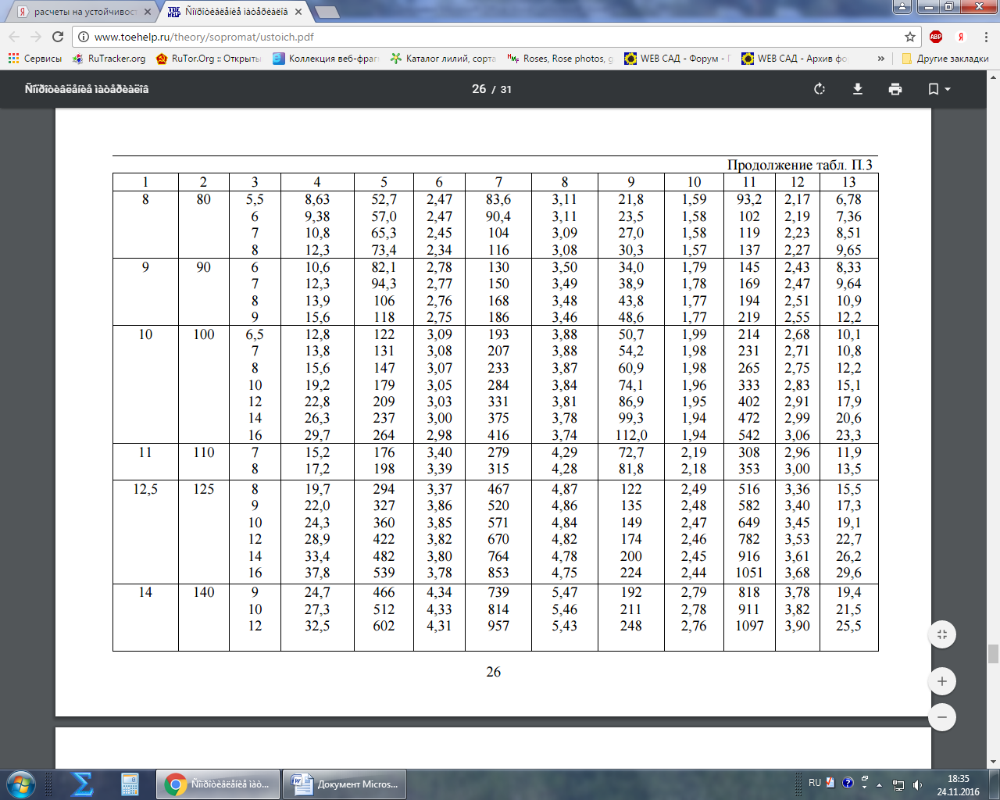 расчеты на устойчивост
Ñîïðîòèâëåíèå ìàòåðèàëîâ
www.toehelp.ru/theory/sopromat/ustoich.pdf
Сервисы RuTracker.org RuTor.Org :: Открыты Коллекция веб-фраг Каталог лилий, сорта Roses, Rose photos, g WEB САД - Форум - Г WEB САД - Архив фо » Другие закладки
Ñîïðîòèâëåíèå ìàòåðèàëîâ 26 / 31
Продолжение табл. П.3
1 2 3 4 5 6 7 8 9 10 11 12 13
8 80 5,5 8,63 52,7 2,47 83,6 3,11 21,8 1,59 93,2 2,17 6,78
6 9,38 57,0 2,47 90,4 3,11 23,5 1,58 102 2,19 7,36
7 10,8 65,3 2,45 104 3,09 27,0 1,58 119 2,23 8,51
8 12,3 73,4 2,34 116 3,08 30,3 1,57 137 2,27 9,65
9 90 6 10,6 82,1 2,78 130 3,50 34,0 1,79 145 2,43 8,33
7 12,3 94,3 2,77 150 3,49 38,9 1,78 169 2,47 9,64
8 13,9 106 2,76 168 3,48 43,8 1,77 194 2,51 10,9
9 15,6 118 2,75 186 3,46 48,6 1,77 219 2,55 12,2
10 100 6,5 12,8 122 3,09 193 3,88 50,7 1,99 214 2,68 10,1
7 13,8 131 3,08 207 3,88 54,2 1,98 231 2,71 10,8
8 15,6 147 3,07 233 3,87 60,9 1,98 265 2,75 12,2
10 19,2 179 3,05 284 3,84 74,1 1,96 333 2,83 15,1
12 22,8 209 3,03 331 3,81 86,9 1,95 402 2,91 17,9
14 26,3 237 3,00 375 3,78 99,3 1,94 472 2,99 20,6
16 29,7 264 2,98 416 3,74 112,0 1,94 542 3,06 23,3
11 110 7 15,2 176 3,40 279 4,29 72,7 2,19 308 2,96 11,9
8 17,2 198 3,39 315 4,28 81,8 2,18 353 3,00 13,5
12,5 125 8 19,7 294 3,37 467 4,87 122 2,49 516 3,36 15,5
9 22,0 327 3,86 520 4,86 135 2,48 582 3,40 17,3
10 24,3 360 3,85 571 4,84 149 2,47 649 3,45 19,1
12 28,9 422 3,82 670 4,82 174 2,46 782 3,53 22,7
14 33,4 482 3,80 764 4,78 200 2,45 916 3,61 26,2
16 37,8 539 3,78 853 4,75 224 2,44 1051 3,68 29,6
14 140 9 24,7 466 4,34 739 5,47 192 2,79 818 3,78 19,4
10 27,3 512 4,33 814 5,46 211 2,78 911 3,82 21,5
12 32,5 602 4,31 957 5,43 248 2,76 1097 3,90 25,5
26
Ñîïðîòèâëåíèå ìàòî... Документ Micros... RU 18:35
24.11.2016